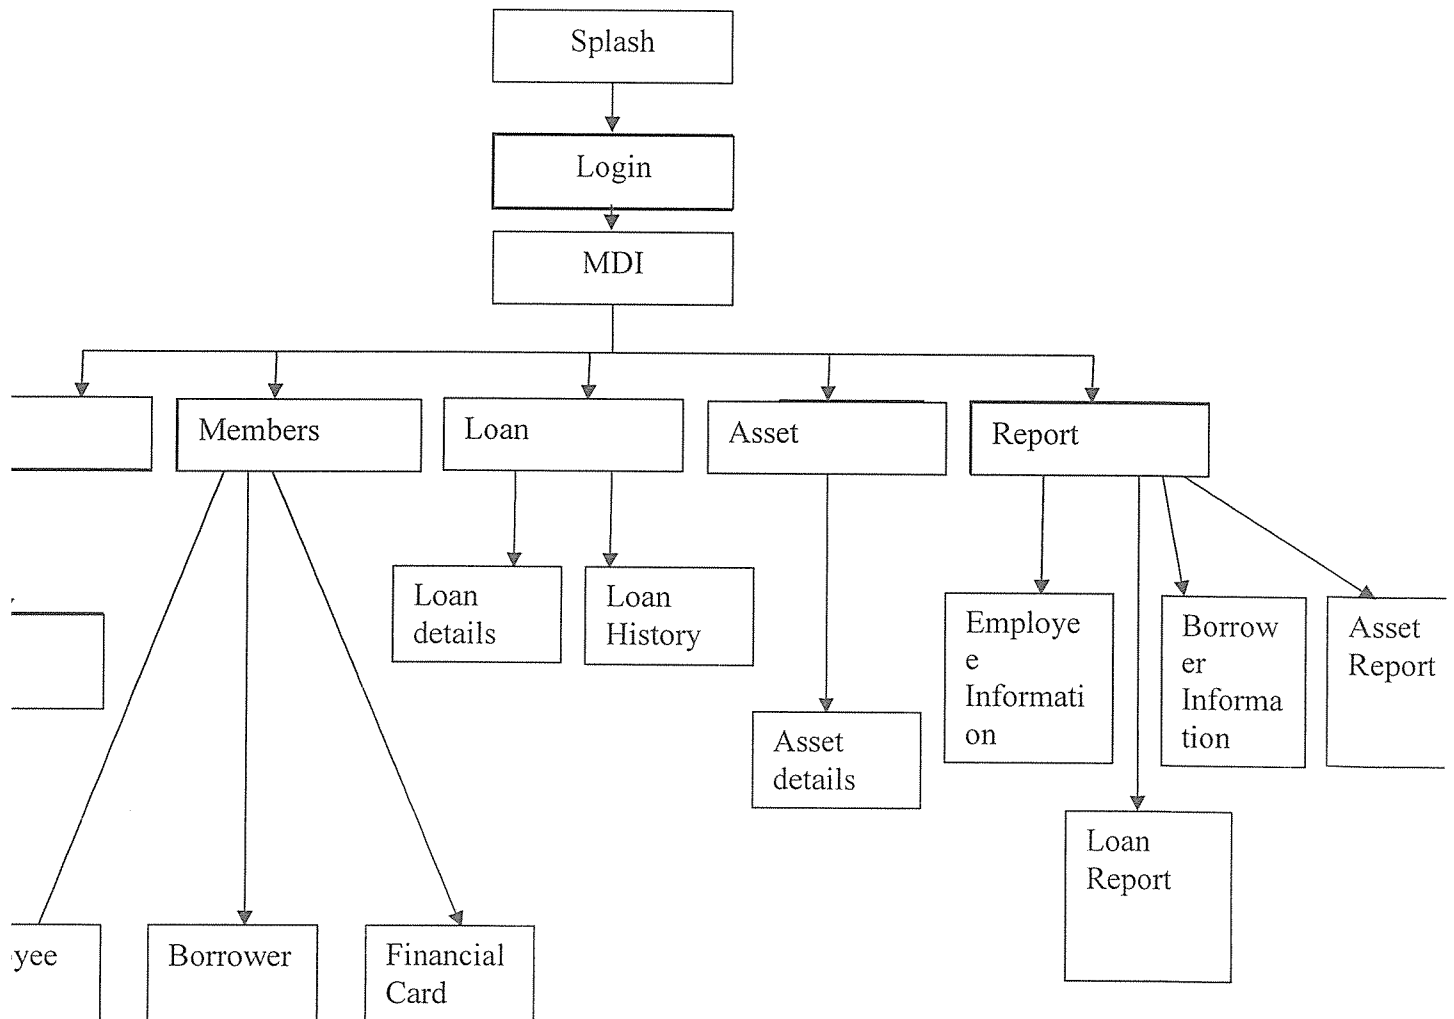 Splash
Login
MDI
Members
Loan
Asset
Report
Loan
details
Loan
History
Employe
e
Informati
on
Borrow
er
Informa
tion
Asset
Report
Asset
details
Loan
Report
yee
Borrower
Financial
Card